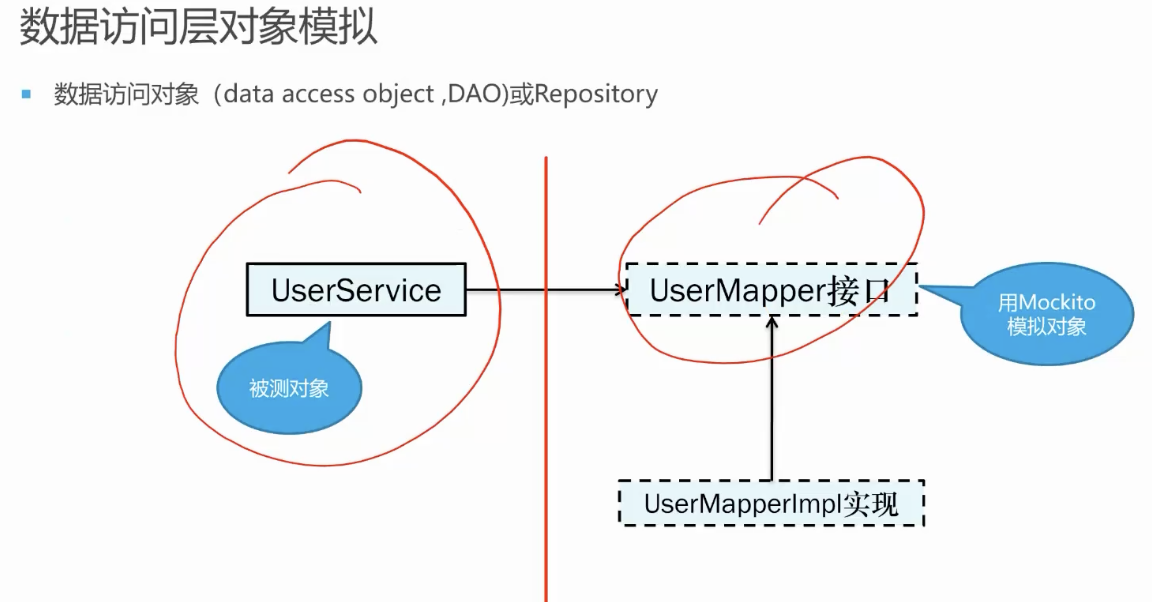 数据访问层对象模拟
数据访问对象（data access object ,DAO)或Repository
UserService
UserMapper接口
用Mockito
模拟对象
被测对象
UserMapperImpl实现